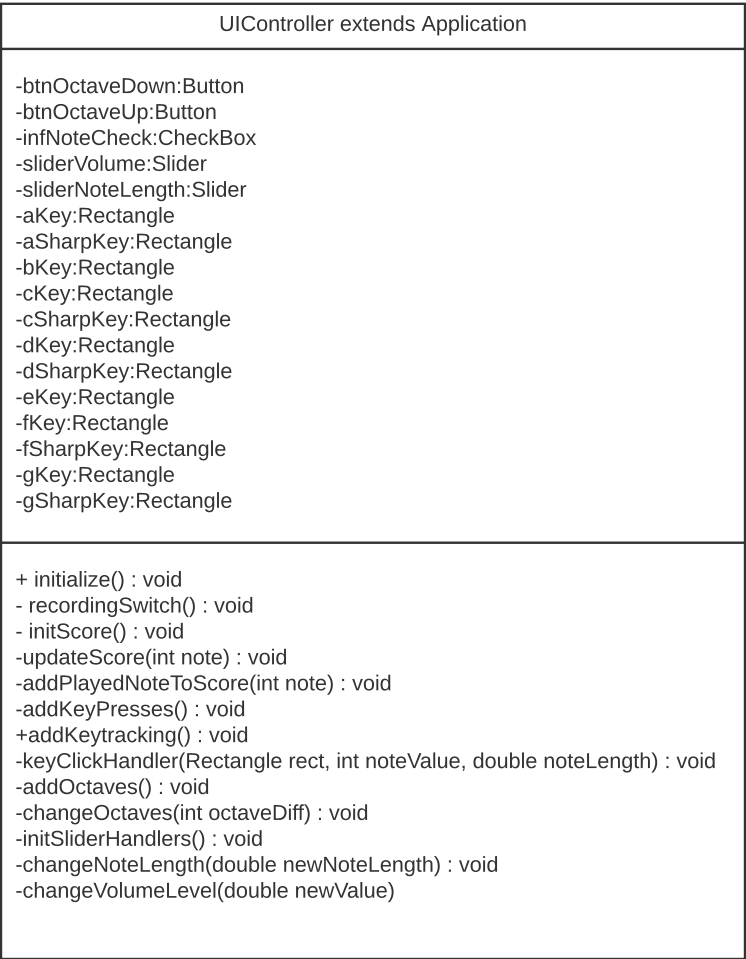 UIController extends Application
-btnOctaveDown:Button
-btnOctaveUp:Button
-infNoteCheck:CheckBox
-sliderVolume:Slider
-sliderNoteLength:Slider
-aKey:Rectangle
-aSharpKey:Rectangle
-bKey:Rectangle
-cKey:Rectangle
-cSharpKey:Rectangle
-dKey:Rectangle
-dSharpKey:Rectangle
-eKey:Rectangle
-fKey:Rectangle
-fSharpKey:Rectangle
-gKey:Rectangle
-gSharpKey:Rectangle
+ initialize() : void
- recordingSwitch() : void
- initScore() : void
-updateScore(int note) : void
-addPlayedNoteToScore(int note) : void
-addKeyPresses() : void
+addKeytracking() : void
-keyClickHandler(Rectangle rect, int noteValue, double noteLength) : void
-addOctaves() : void
-changeOctaves(int octaveDiff) : void
-initSliderHandlers() : void
-changeNoteLength(double newNoteLength) : void
-changeVolumeLevel(double newValue)